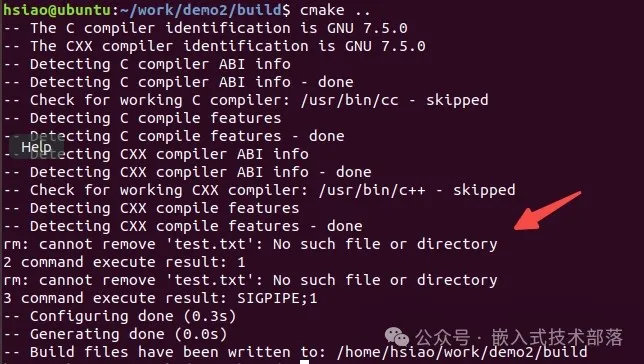 hsiao@ubuntu:~/work/demo2/build$ cmake ..
-- The C compiler identification is GNU 7.5.0
-- The CXX compiler identification is GNU 7.5.0
-- Detecting C compiler ABI info
-- Detecting C compiler ABI info - done
-- Check for working C compiler: /usr/bin/cc - skipped
-- Detecting C compile features
-- Detecting C compile features - done
Help
-- Detecting CXX compiler ABI info
-- Detecting CXX compiler ABI info - done
-- Check for working CXX compiler: /usr/bin/c++ - skipped
-- Detecting CXX compile features
-- Detecting CXX compile features - done
rm: cannot remove 'test.txt': No such file or directory
2 command execute result: 1
rm: cannot remove 'test.txt': No such file or directory
3 command execute result: SIGPIPE;1
-- Configuring done (0.3s)
-- Generating done (0.0s)
公众号 · 嵌入式技术部落
-- Build files have been written to: /home/hsiao/work/demo2/build